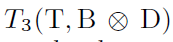 T₃(T, B ⊗ D)